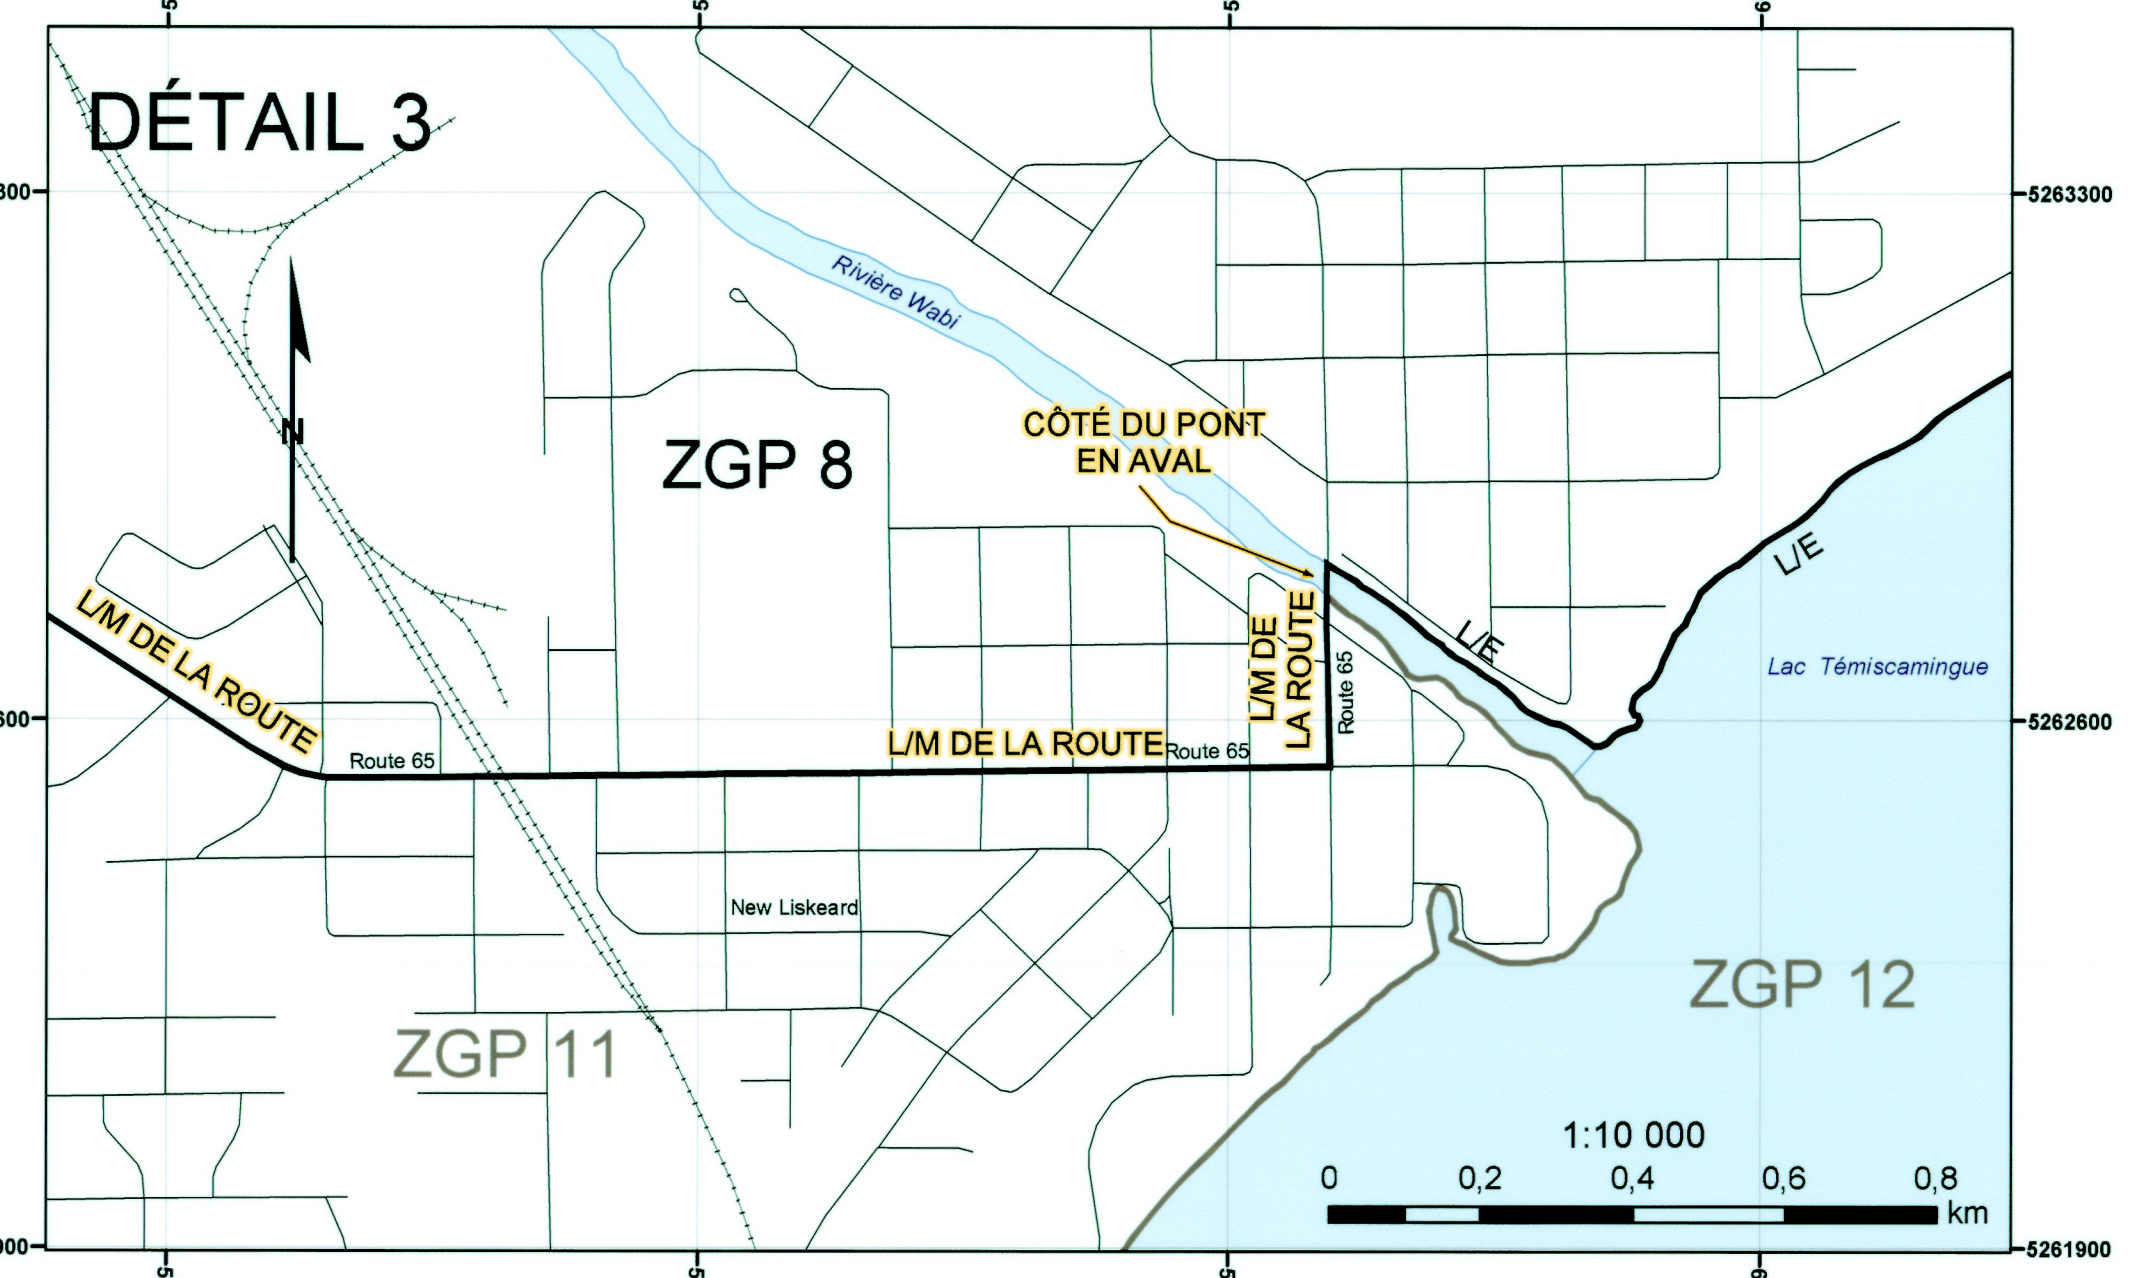 DÉTAIL 3
5263300
Rivière Wabi
N
ZGP 8
CÔTÉ DU PONT
EN AVAL
L/E
L/E
L/M DE LA ROUTE
L/M DE
LA ROUTE
Route 65
Lac Témiscamingue
5262600
Route 65
L/M DE LA ROUTE
Route 65
New Liskeard
ZGP 12
ZGP 11
1:10 000
0 0,2 0,4 0,6 0,8
km
5261900